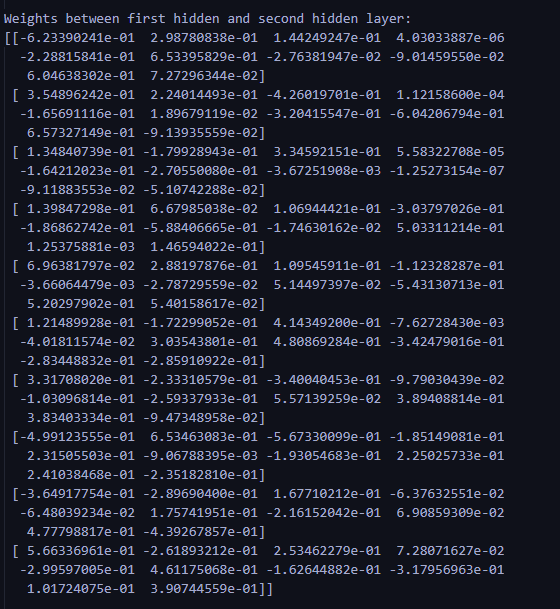 Weights between first hidden and second hidden layer:
[[-6.23390241e-01 2.98780838e-01 1.44249247e-01 4.03033887e-06
-2.28815841e-01 6.53395829e-01 -2.76381947e-02 -9.01459550e-02
6.04638302e-01 7.27296344e-02]
[ 3.54896242e-01 2.24014493e-01 -4.26019701e-01 1.12158600e-04
-1.65691116e-01 1.89679119e-02 -3.20415547e-01 -6.04206794e-01
6.57327149e-01 -9.13935559e-02]
[ 1.34840739e-01 -1.79928943e-01 3.34592151e-01 5.58322708e-05
-1.64212023e-01 -2.70550080e-01 -3.67251908e-03 -1.25273154e-07
-9.11883553e-02 -5.10742288e-02]
[ 1.39847298e-01 6.67985038e-02 1.06944421e-01 -3.03797026e-01
-1.86862742e-01 -5.88406665e-01 -1.74630162e-02 5.03311214e-01
1.25375881e-03 1.46594022e-01]
[ 6.96381797e-02 2.88197876e-01 1.09545911e-01 -1.12328287e-01
-3.66064479e-03 -2.78729559e-02 5.14497397e-02 -5.43130713e-01
5.20297902e-01 5.40158617e-02]
[ 1.21489928e-01 -1.72299052e-01 4.14349200e-01 -7.62728430e-03
-4.01811574e-02 3.03543801e-01 4.80869284e-01 -3.42479016e-01
-2.83448832e-01 -2.85910922e-01]
[ 3.31708020e-01 -2.33310579e-01 -3.40040453e-01 -9.79030439e-02
-1.03096814e-01 -2.59337933e-01 5.57139259e-02 3.89408814e-01
3.83403334e-01 -9.47348958e-02]
[-4.99123555e-01 6.53463083e-01 -5.67330099e-01 -1.85149081e-01
2.31505503e-01 -9.06788395e-03 -1.93054683e-01 2.25025733e-01
2.41038468e-01 -2.35182810e-01]
[-3.64917754e-01 -2.89690400e-01 1.67710212e-01 -6.37632551e-02
-6.48039234e-02 1.75741951e-01 -2.16152042e-01 6.90859309e-02
4.77798817e-01 -4.39267857e-01]
[ 5.66336961e-01 -2.61893212e-01 2.53462279e-01 7.28071627e-02
-2.99597005e-01 4.61175068e-01 -1.62644882e-01 -3.17956963e-01
1.01724075e-01 3.90744559e-01]]